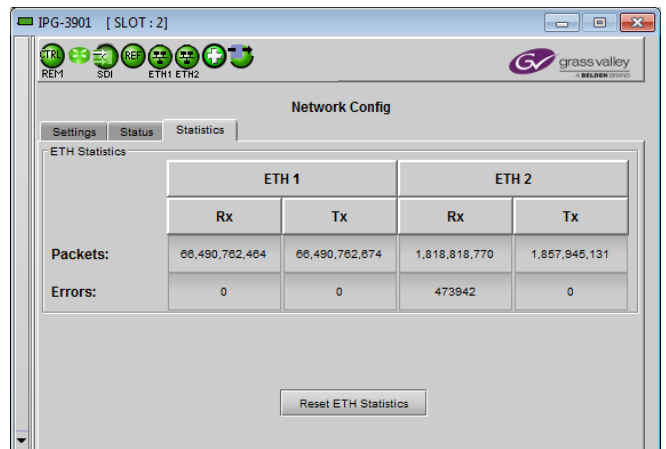 IPG-3901 [ SLOT : 2]
CTRL REF
REM SDI ETH1 ETH2
GV grass valley
A BELDEN BRAND
Network Config
Settings Status Statistics
ETH Statistics
ETH 1 ETH 2
Rx Tx Rx Tx
Packets: 66,490,762,464 66,490,762,674 1,818,818,770 1,857,945,131
Errors: 0 0 473942 0
Reset ETH Statistics